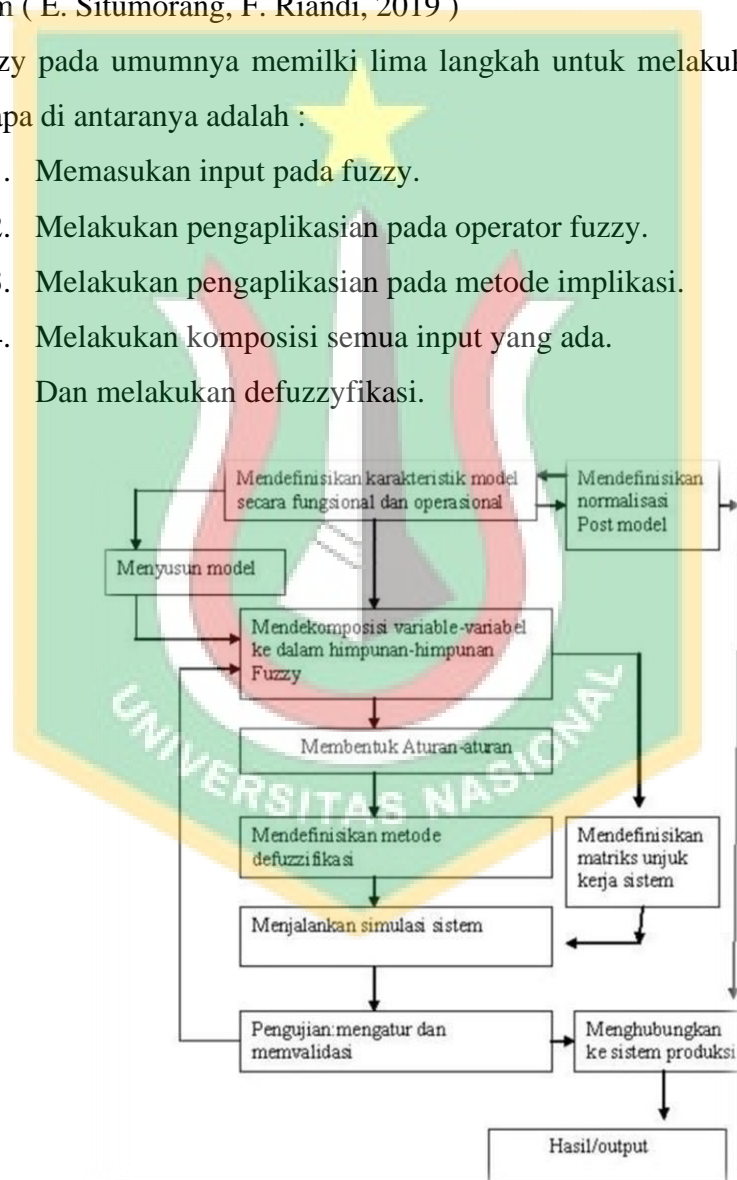 ( E. Situmorang, F. Riandi, 2019 )
pada umumnya memilki lima langkah untuk
di antaranya adalah :
Memasukan input pada fuzzy.
Melakukan pengaplikasian pada operator fuzzy.
Melakukan pengaplikasian pada metode implikasi.
Melakukan komposisi semua input yang ada.
Dan melakukan defuzzyfikasi.
Mendefinisikan karakteristik model
secara fungsional dan operasional
Mendefinisikan
normalisasi
Post model
Menyusun model
Mendekomposisi variable-variabel
ke dalam himpunan-himpunan
Fuzzy
Membentuk Aturan-aturan
Mendefinisikan metode
defuzzifikasi
Mendefinisikan
matriks unjuk
kerja sistem
Menjalankan simulasi sistem
Pengujian:mengatur dan
memvalidasi
Menghubungkan
ke sistem produksi
Hasil/output
UNIVERSITAS NASIONAL